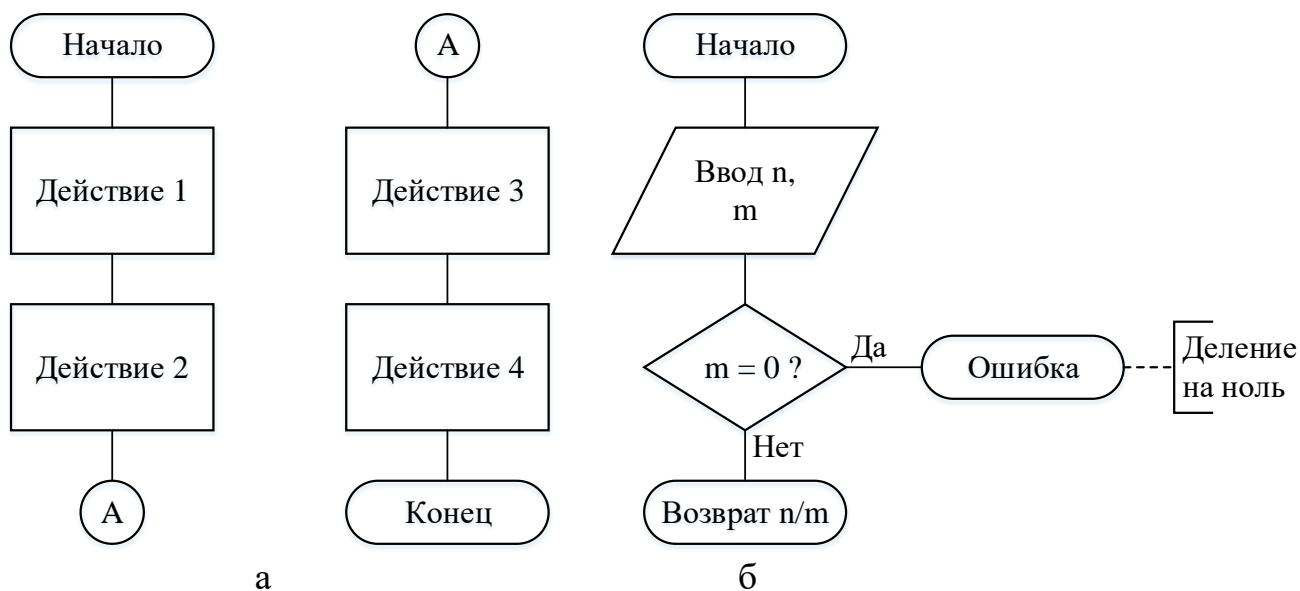 Начало
Действие 1
Действие 2
А
А
Действие 3
Действие 4
Конец
а
Начало
Ввод n,
m
m = 0 ?
Да
Ошибка
Деление
на ноль
Нет
Возврат n/m
б